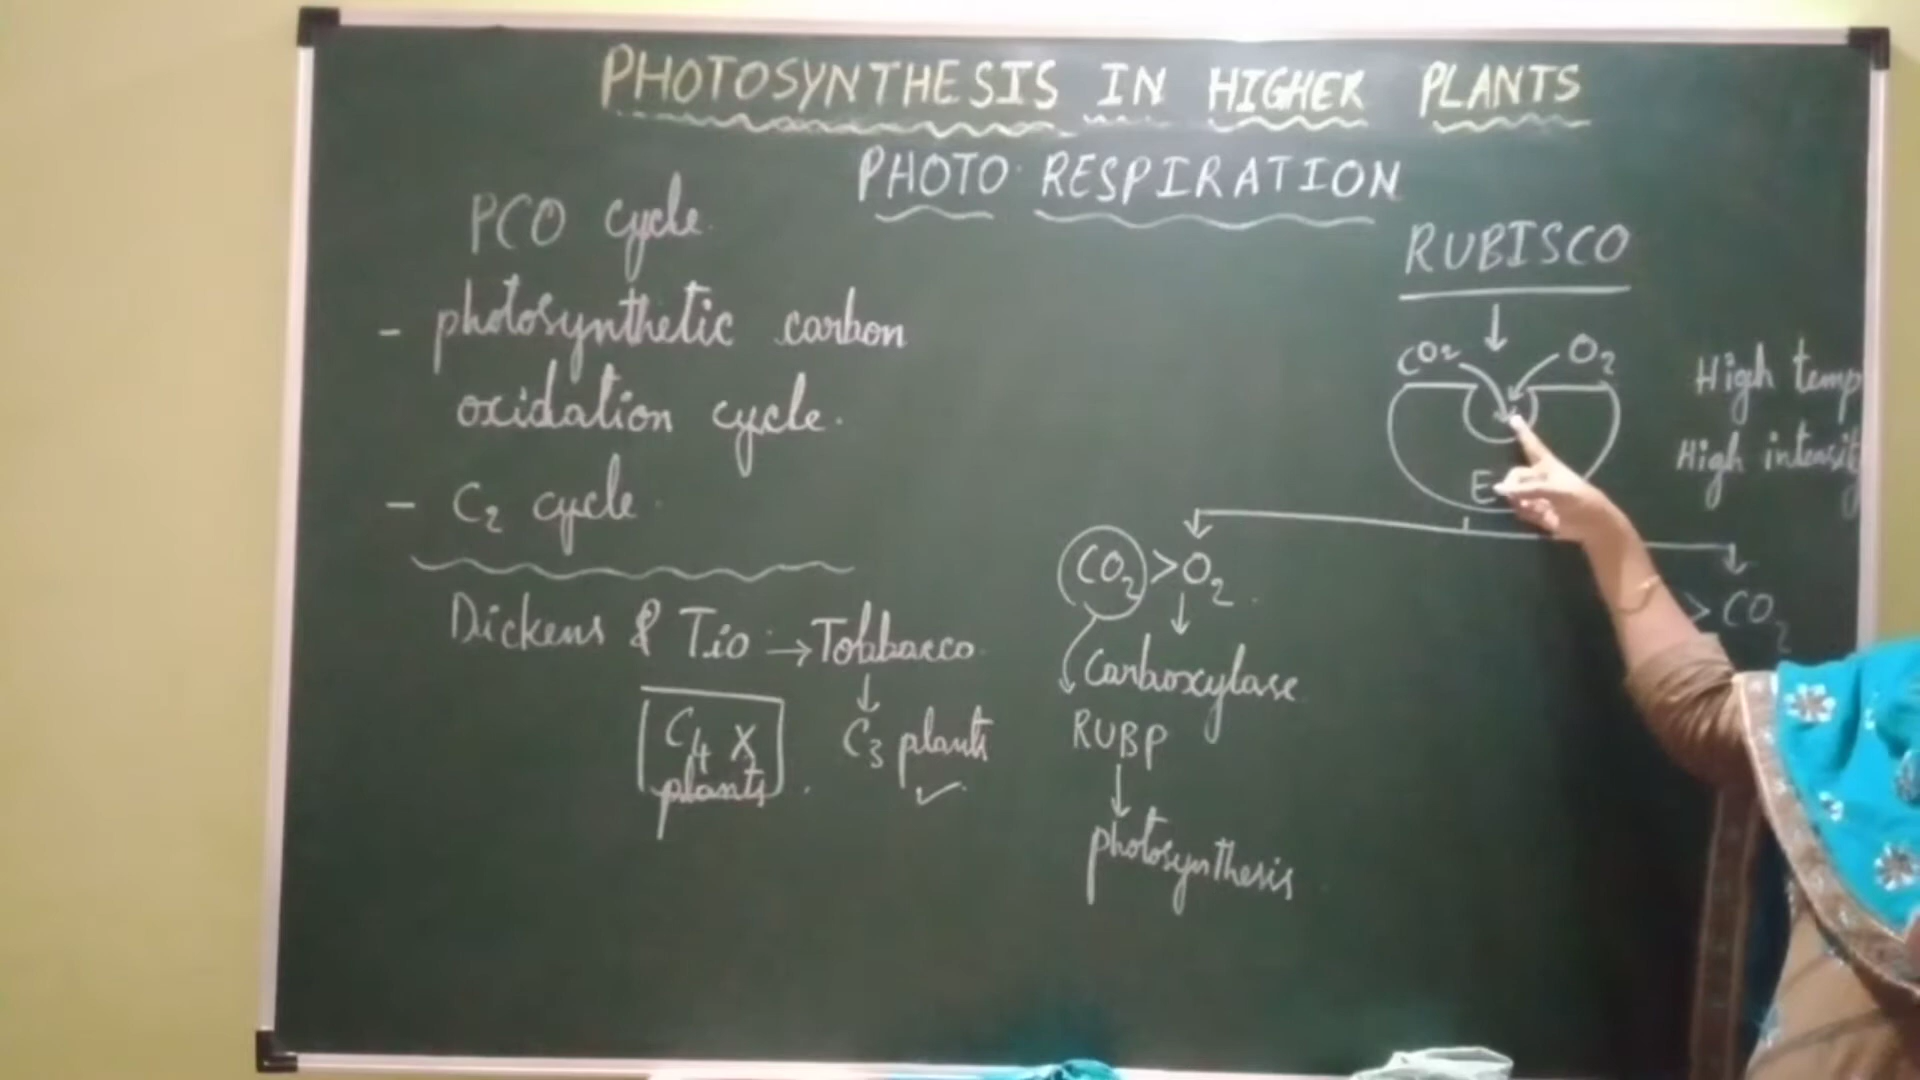 PHOTOSYNTHESIS IN HIGHER PLANTS
PHOTO RESPIRATION
PCO cycle.
- photosynthetic carbon
oxidation cycle.
- C₂ cycle.
Dickens & Tio → Tobbacco
↓
C₃ plants ✓
C₄ X
plants
RUBISCO
↓
CO₂ O₂
E
High temp
High intensit
CO₂ > O₂
↓
Carboxylase
RUBP
↓
photosynthesis
> CO₂